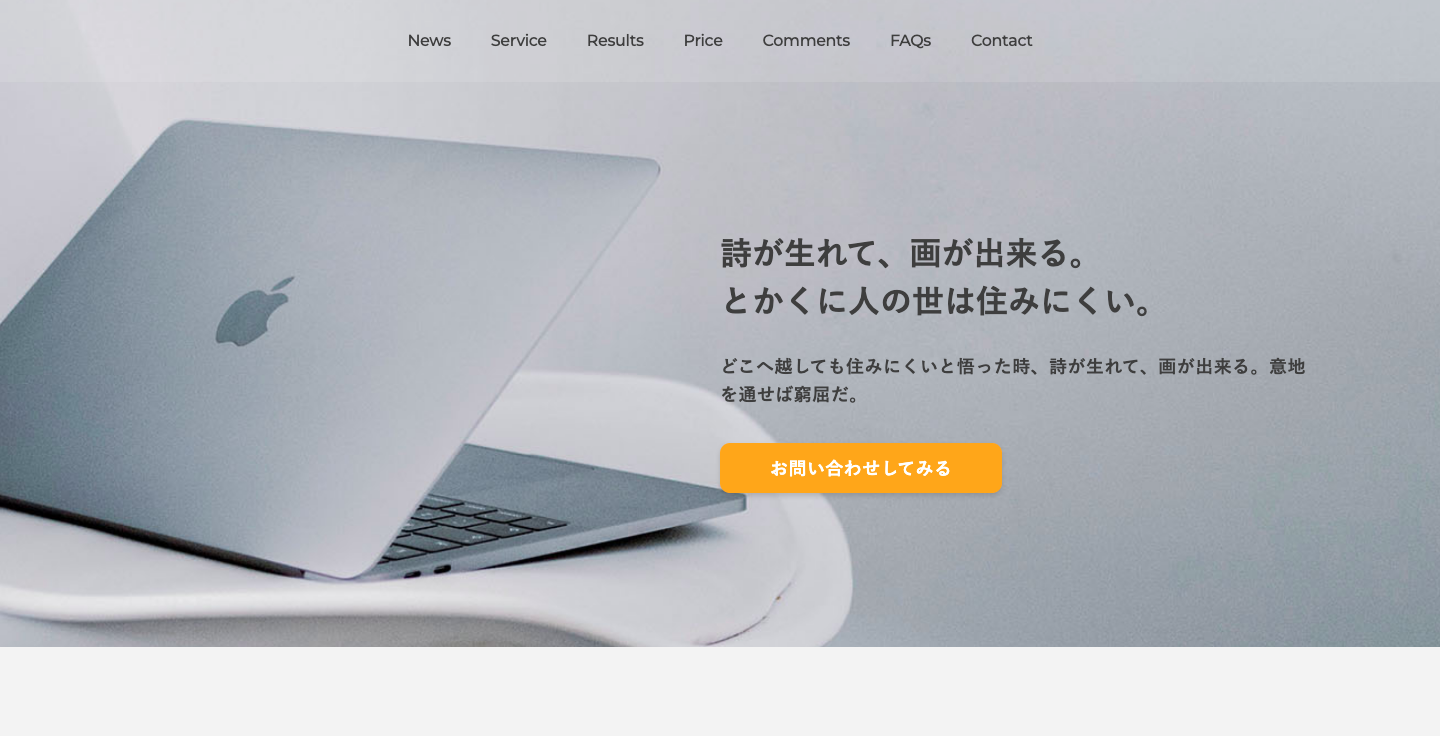 News Service Results Price Comments FAQs Contact
詩が生れて、画が出来る。
とかくに人の世は住みにくい。
どこへ越しても住みにくいと悟った時、詩が生れて、画が出来る。意地
を通せば窮屈だ。
お問い合わせしてみる